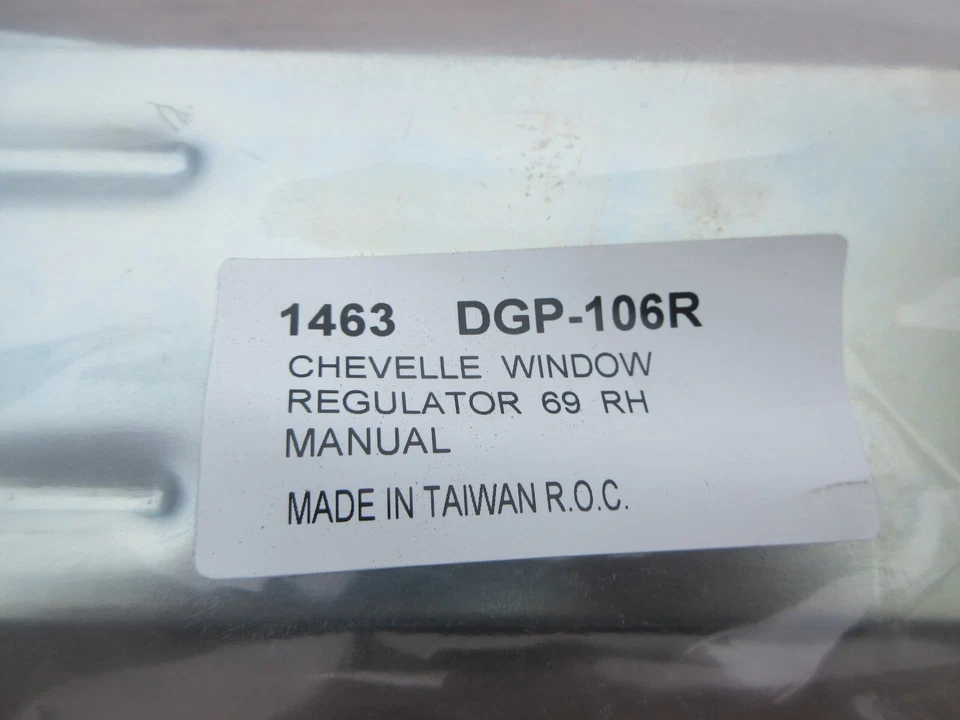 1463 DGP-106R
CHEVELLE WINDOW
REGULATOR 69 RH
MANUAL
MADE IN TAIWAN R.O.C.